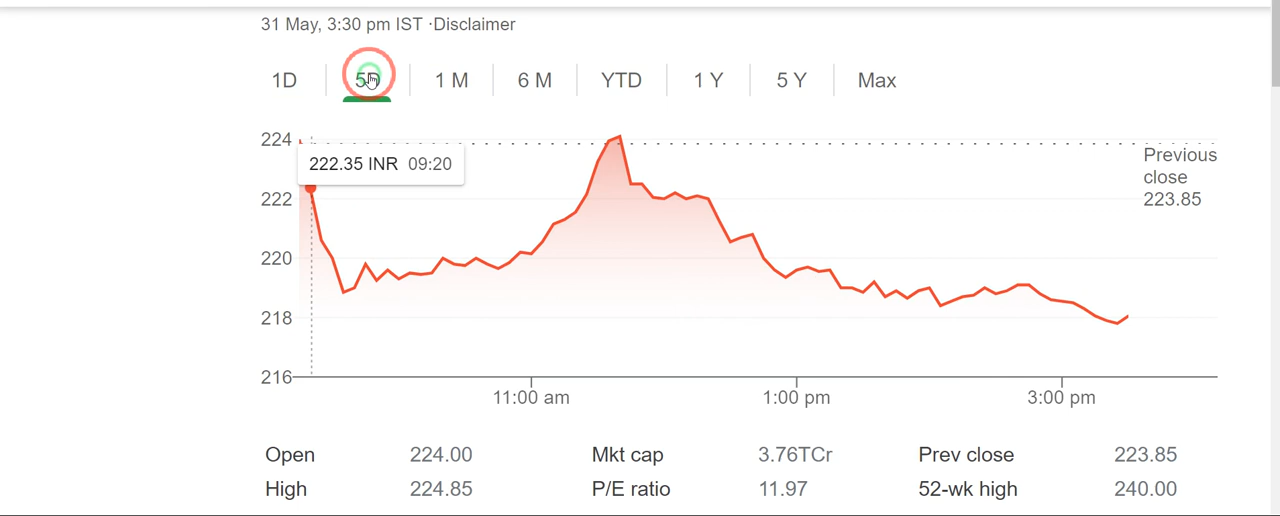 31 May, 3:30 pm IST ·Disclaimer
1D
5D
1 M
6 M
YTD
1 Y
5 Y
Max
224
222.35 INR 09:20
Previous
close
223.85
222
220
218
216
11:00 am
1:00 pm
3:00 pm
Open 224.00 Mkt cap 3.76TCr Prev close 223.85
High 224.85 P/E ratio 11.97 52-wk high 240.00